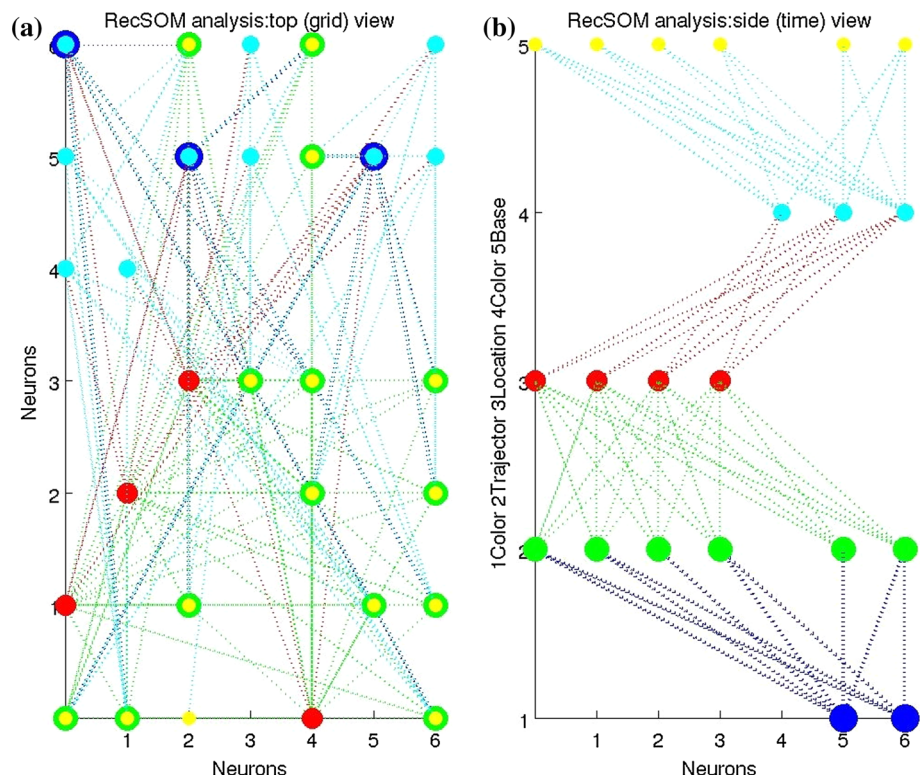 (a) RecSOM analysis:top (grid) view
6
5
4
3
2
1
1 2 3 4 5 6
Neurons
Neurons
(b) RecSOM analysis:side (time) view
5
4
3
2
1
1 2 3 4 5 6
Neurons
1Color 2Trajector 3Location 4Color 5Base